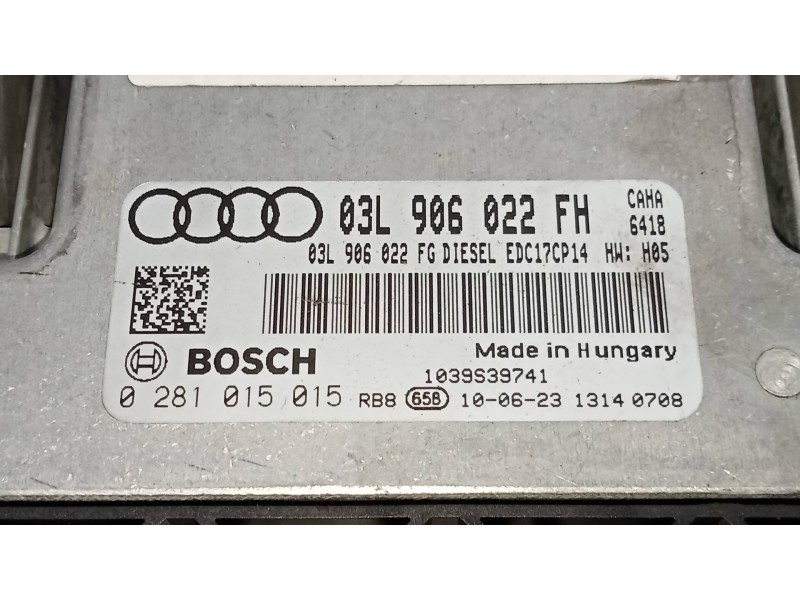 03L 906 022 FH CAHA
6418
03L 906 022 FG DIESEL EDC17CP14 HW: H05
BOSCH Made in Hungary
1039S39741
0 281 015 015 RB8 658 10-06-23 1314 0708